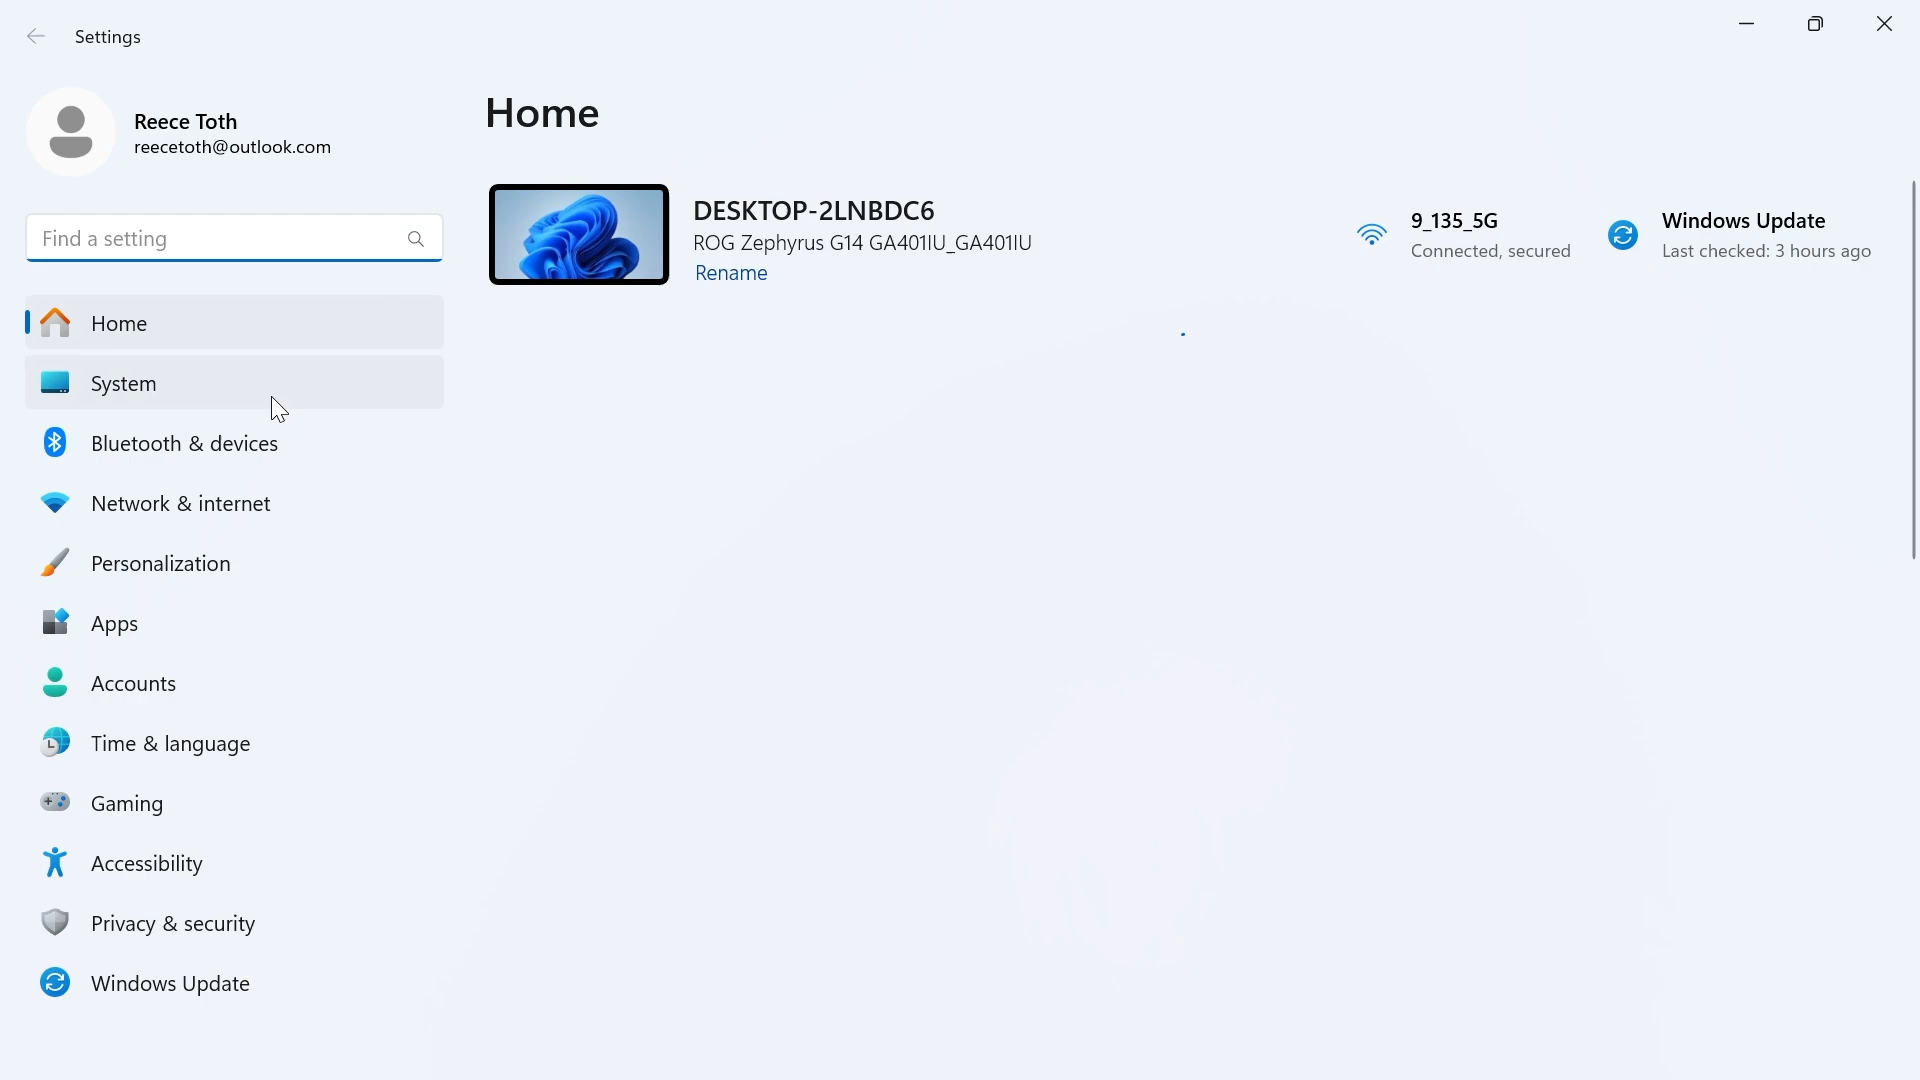 Settings
Reece Toth
reecetoth@outlook.com
Find a setting
Home
System
Bluetooth & devices
Network & internet
Personalization
Apps
Accounts
Time & language
Gaming
Accessibility
Privacy & security
Windows Update
Home
DESKTOP-2LNBDC6
ROG Zephyrus G14 GA401IU_GA401IU
Rename
9_135_5G
Connected, secured
Windows Update
Last checked: 3 hours ago